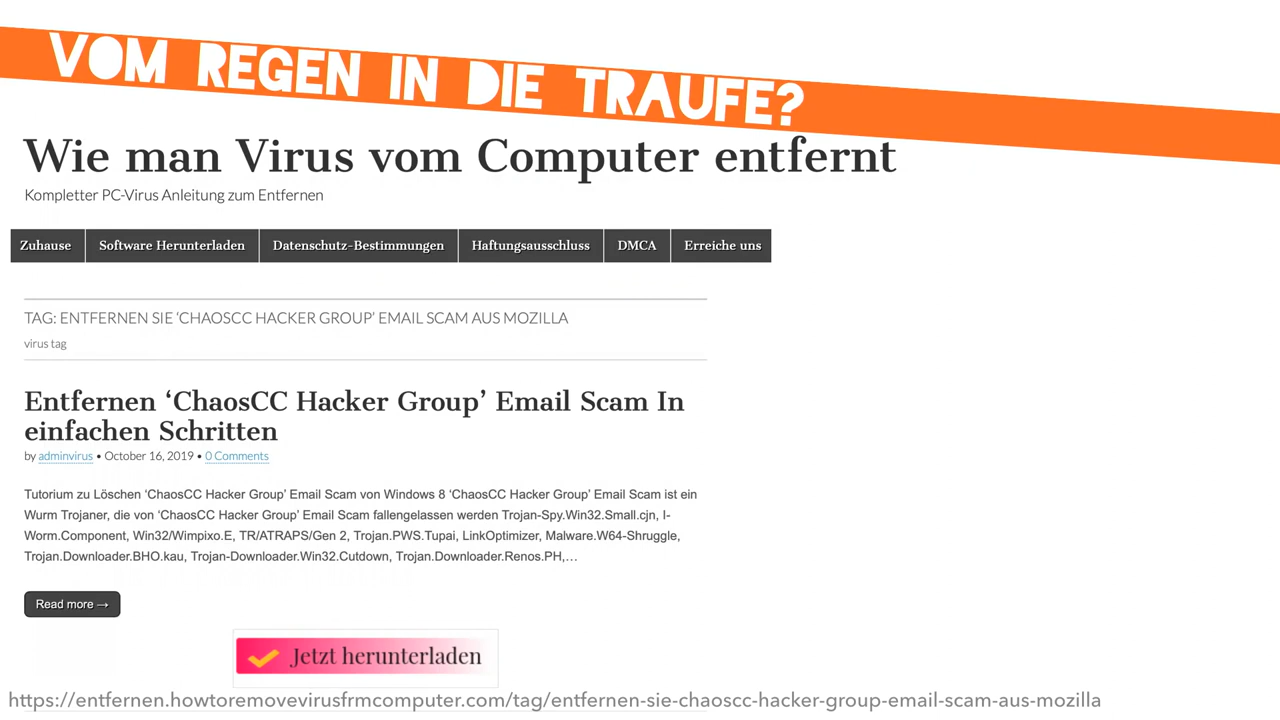 VOM REGEN IN DIE TRAUFE?
Wie man Virus vom Computer entfernt
Kompletter PC-Virus Anleitung zum Entfernen
Zuhause Software Herunterladen Datenschutz-Bestimmungen Haftungsausschluss DMCA Erreiche uns
TAG: ENTFERNEN SIE ‘CHAOSCC HACKER GROUP’ EMAIL SCAM AUS MOZILLA
virus tag
Entfernen ‘ChaosCC Hacker Group’ Email Scam In
einfachen Schritten
by adminvirus • October 16, 2019 • 0 Comments
Tutorium zu Löschen ‘ChaosCC Hacker Group’ Email Scam von Windows 8 ‘ChaosCC Hacker Group’ Email Scam ist ein
Wurm Trojaner, die von ‘ChaosCC Hacker Group’ Email Scam fallengelassen werden Trojan-Spy.Win32.Small.cjn, I-
Worm.Component, Win32/Wimpixo.E, TR/ATRAPS/Gen 2, Trojan.PWS.Tupai, LinkOptimizer, Malware.W64-Shruggle,
Trojan.Downloader.BHO.kau, Trojan-Downloader.Win32.Cutdown, Trojan.Downloader.Renos.PH,…
Read more →
Jetzt herunterladen
https://entfernen.howtoremovevirusfrmcomputer.com/tag/entfernen-sie-chaoscc-hacker-group-email-scam-aus-mozilla